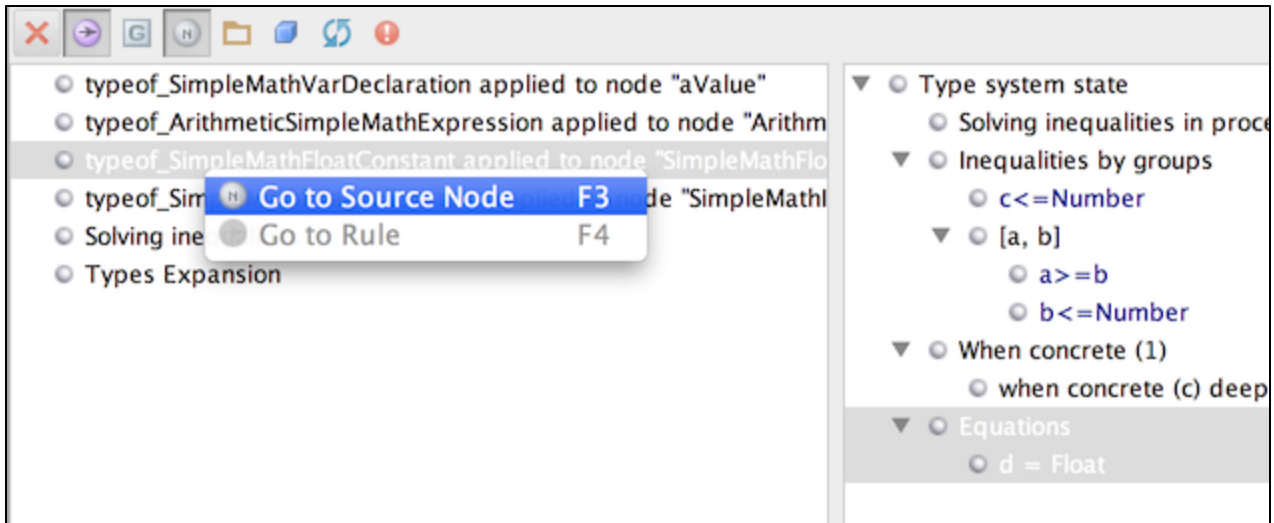 G N
typeof_SimpleMathVarDeclaration applied to node "aValue"
typeof_ArithmeticSimpleMathExpression applied to node "Arithm
typeof_SimpleMathFloatConstant applied to node "SimpleMathFlo
typeof_Sim de "SimpleMathI
N Go to Source Node F3
Solving ine
Go to Rule F4
Types Expansion
Type system state
Solving inequalities in proce
Inequalities by groups
c<=Number
[a, b]
a>=b
b<=Number
When concrete (1)
when concrete (c) deep
Equations
d = Float